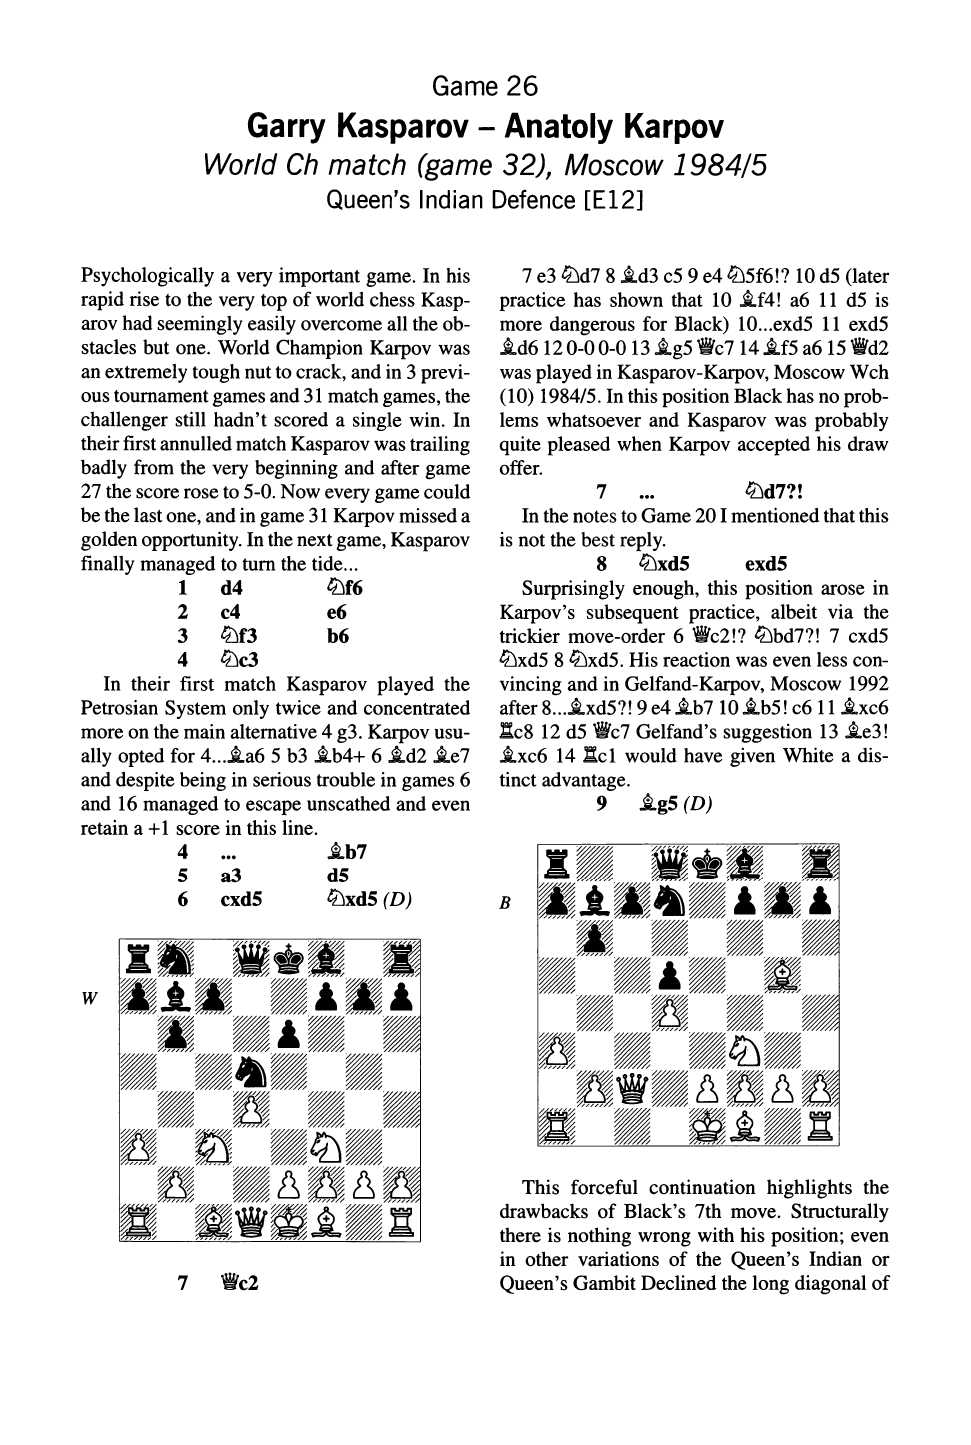 Game 26
Garry Kasparov – Anatoly Karpov
World Ch match (game 32), Moscow 1984/5
Queen's Indian Defence [E12]
Psychologically a very important game. In his
rapid rise to the very top of world chess Kasp-
arov had seemingly easily overcome all the ob-
stacles but one. World Champion Karpov was
an extremely tough nut to crack, and in 3 previ-
ous tournament games and 31 match games, the
challenger still hadn't scored a single win. In
their first annulled match Kasparov was trailing
badly from the very beginning and after game
27 the score rose to 5-0. Now every game could
be the last one, and in game 31 Karpov missed a
golden opportunity. In the next game, Kasparov
finally managed to turn the tide...
1 d4 ♘f6
2 c4 e6
3 ♘f3 b6
4 ♘c3
In their first match Kasparov played the
Petrosian System only twice and concentrated
more on the main alternative 4 g3. Karpov usu-
ally opted for 4...♗a6 5 b3 ♗b4+ 6 ♗d2 ♗e7
and despite being in serious trouble in games 6
and 16 managed to escape unscathed and even
retain a +1 score in this line.
4 ... ♗b7
5 a3 d5
6 cxd5 ♘xd5 (D)
W
7 ♕c2
7 e3 ♘d7 8 ♗d3 c5 9 e4 ♘5f6!? 10 d5 (later
practice has shown that 10 ♗f4! a6 11 d5 is
more dangerous for Black) 10...exd5 11 exd5
♗d6 12 0-0 0-0 13 ♗g5 ♕c7 14 ♗f5 a6 15 ♕d2
was played in Kasparov-Karpov, Moscow Wch
(10) 1984/5. In this position Black has no prob-
lems whatsoever and Kasparov was probably
quite pleased when Karpov accepted his draw
offer.
7 ... ♘d7?!
In the notes to Game 20 I mentioned that this
is not the best reply.
8 ♘xd5 exd5
Surprisingly enough, this position arose in
Karpov's subsequent practice, albeit via the
trickier move-order 6 ♕c2!? ♘bd7?! 7 cxd5
♘xd5 8 ♘xd5. His reaction was even less con-
vincing and in Gelfand-Karpov, Moscow 1992
after 8...♗xd5?! 9 e4 ♗b7 10 ♗b5! c6 11 ♗xc6
♖c8 12 d5 ♕c7 Gelfand's suggestion 13 ♗e3!
♗xc6 14 ♖c1 would have given White a dis-
tinct advantage.
9 ♗g5 (D)
B
This forceful continuation highlights the
drawbacks of Black's 7th move. Structurally
there is nothing wrong with his position; even
in other variations of the Queen's Indian or
Queen's Gambit Declined the long diagonal of